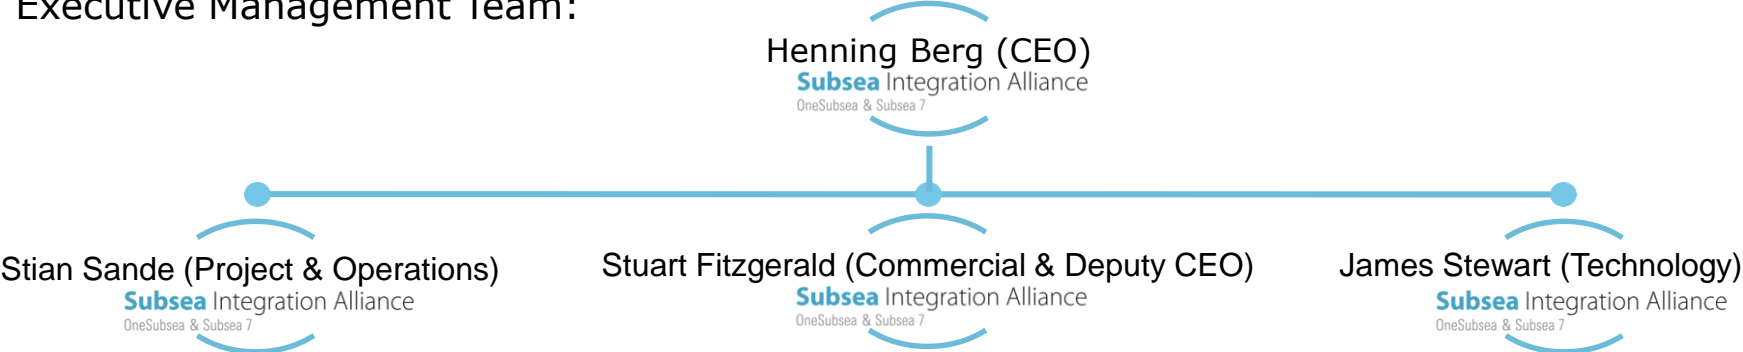 Executive Management Team:
Henning Berg (CEO)
Subsea Integration Alliance
OneSubsea & Subsea 7
Stian Sande (Project & Operations)
Subsea Integration Alliance
OneSubsea & Subsea 7
Stuart Fitzgerald (Commercial & Deputy CEO)
Subsea Integration Alliance
OneSubsea & Subsea 7
James Stewart (Technology)
Subsea Integration Alliance
OneSubsea & Subsea 7